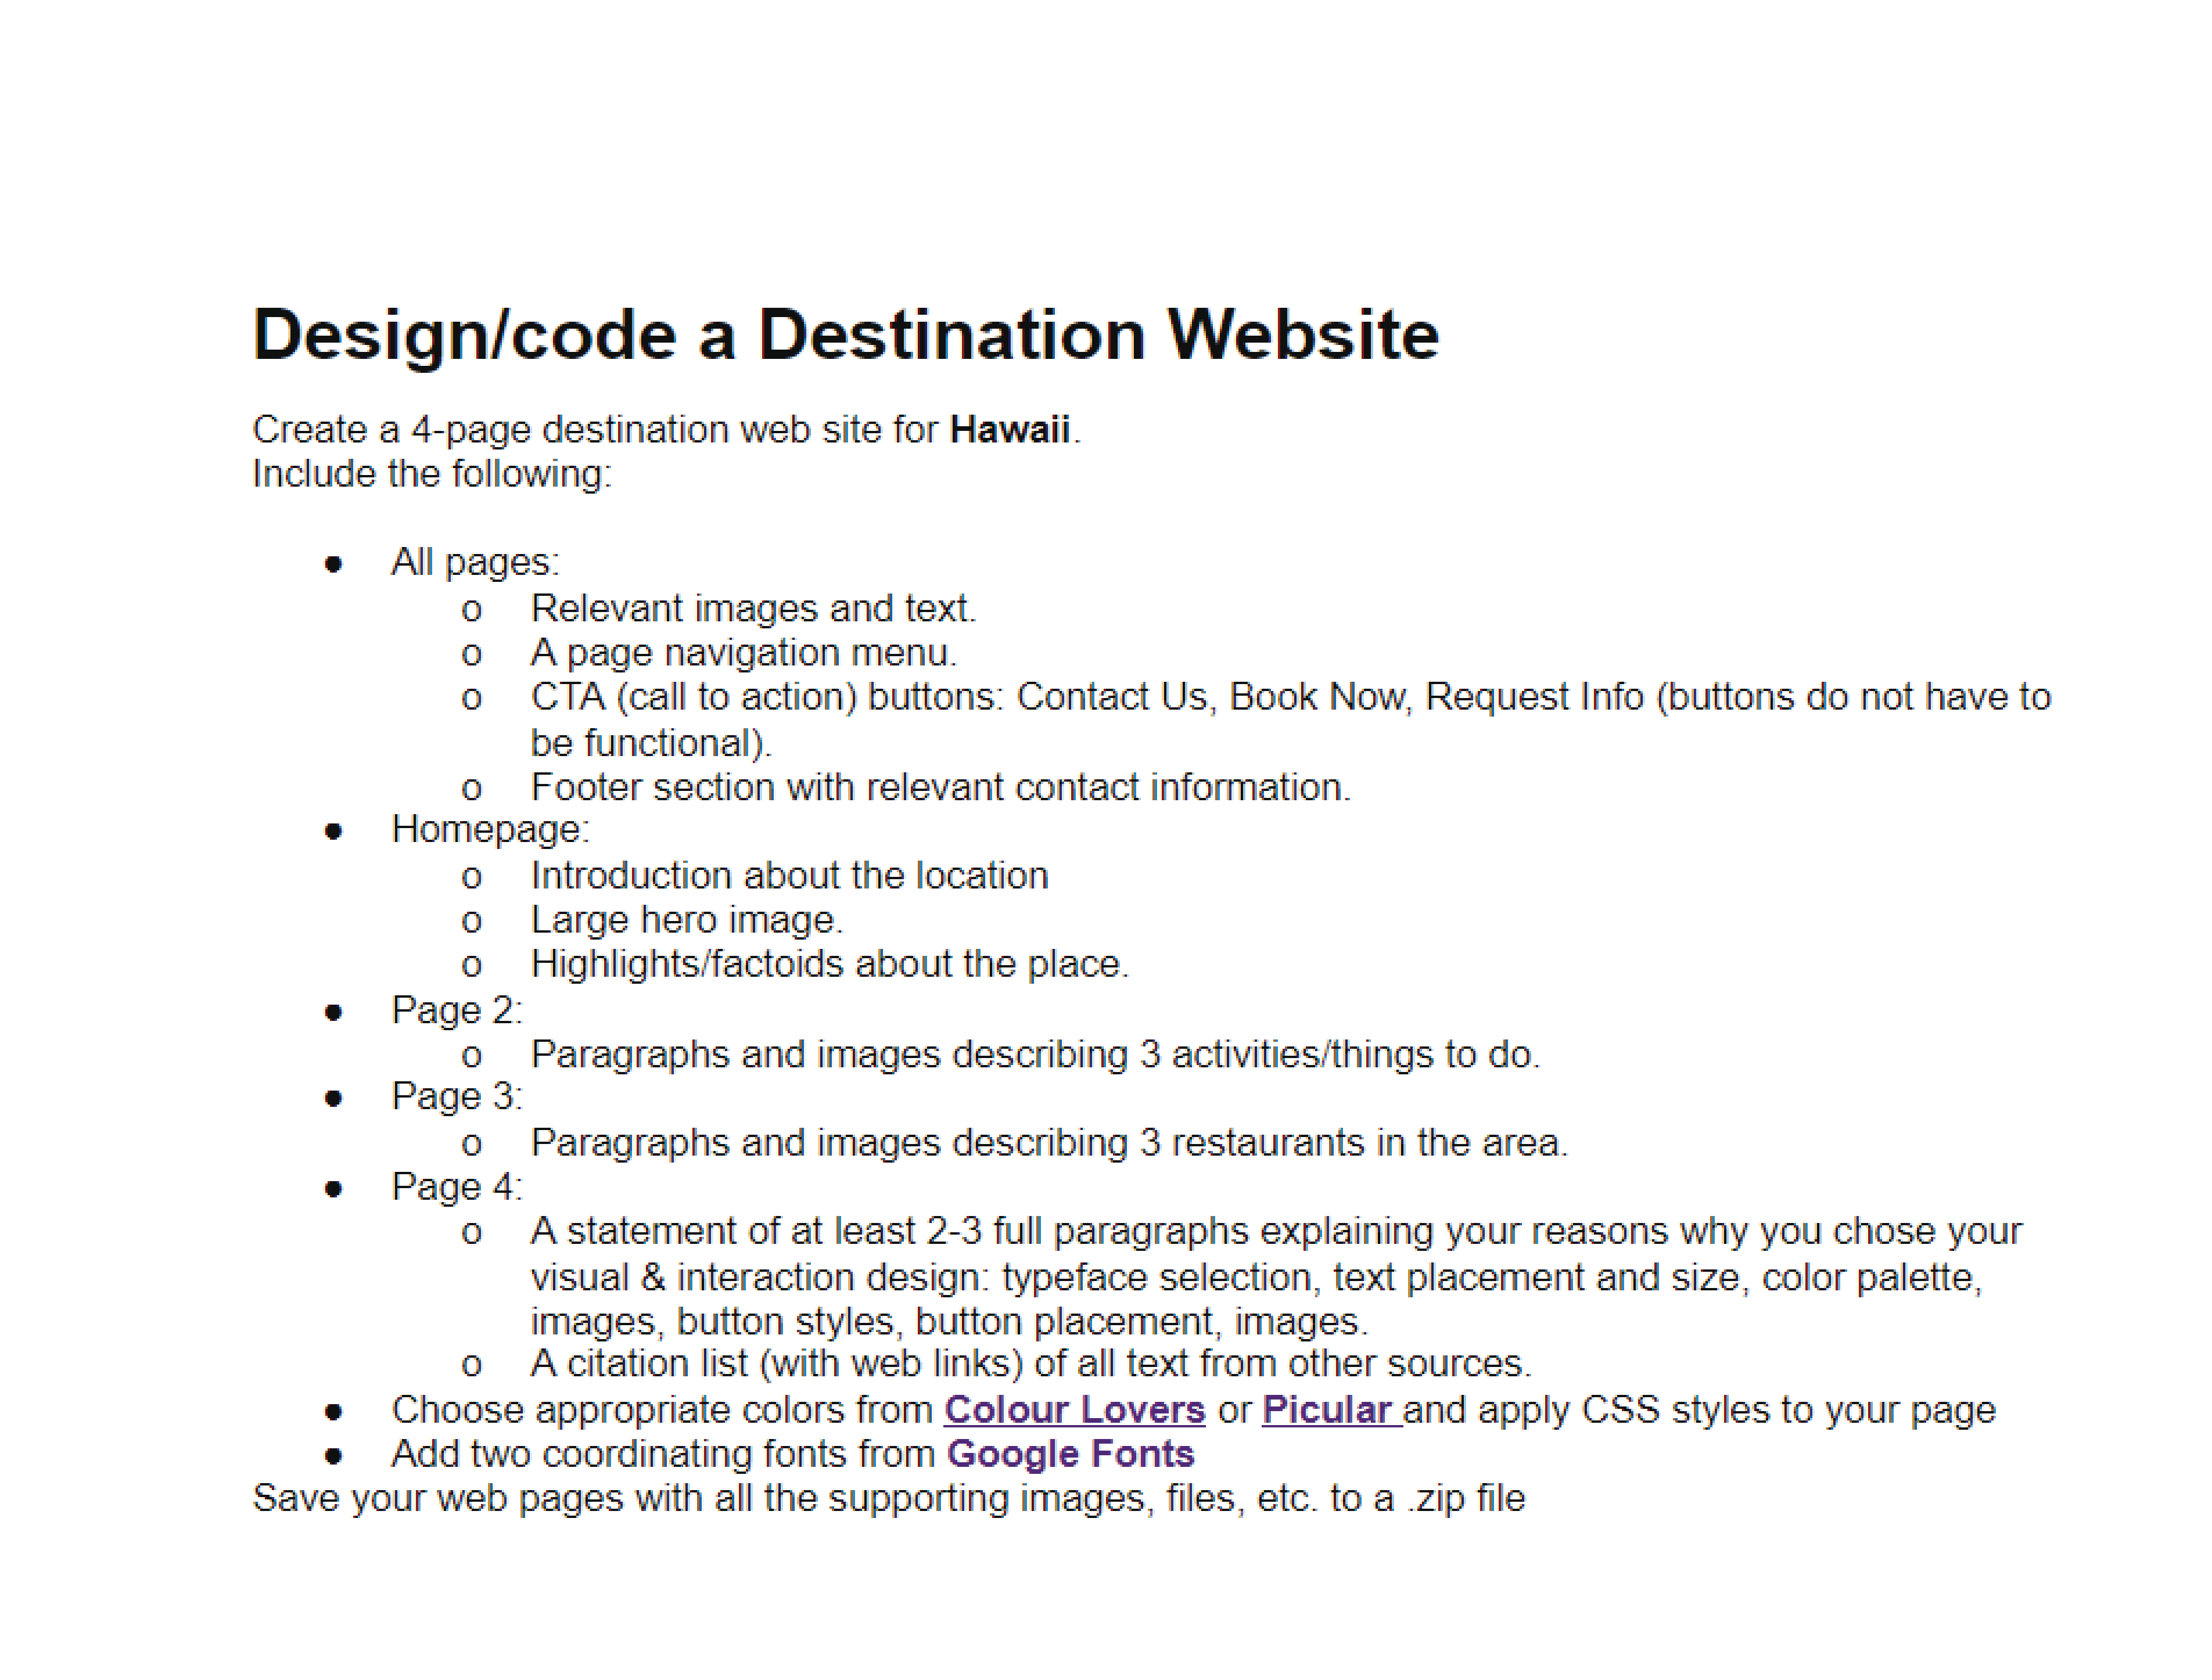 Design/code a Destination Website
Create a 4-page destination web site for Hawaii.
Include the following:
● All pages:
o Relevant images and text.
o A page navigation menu.
o CTA (call to action) buttons: Contact Us, Book Now, Request Info (buttons do not have to
be functional).
o Footer section with relevant contact information.
● Homepage:
o Introduction about the location
o Large hero image.
o Highlights/factoids about the place.
● Page 2:
o Paragraphs and images describing 3 activities/things to do.
● Page 3:
o Paragraphs and images describing 3 restaurants in the area.
● Page 4:
o A statement of at least 2-3 full paragraphs explaining your reasons why you chose your
visual & interaction design: typeface selection, text placement and size, color palette,
images, button styles, button placement, images.
o A citation list (with web links) of all text from other sources.
● Choose appropriate colors from Colour Lovers or Picular and apply CSS styles to your page
● Add two coordinating fonts from Google Fonts
Save your web pages with all the supporting images, files, etc. to a .zip file